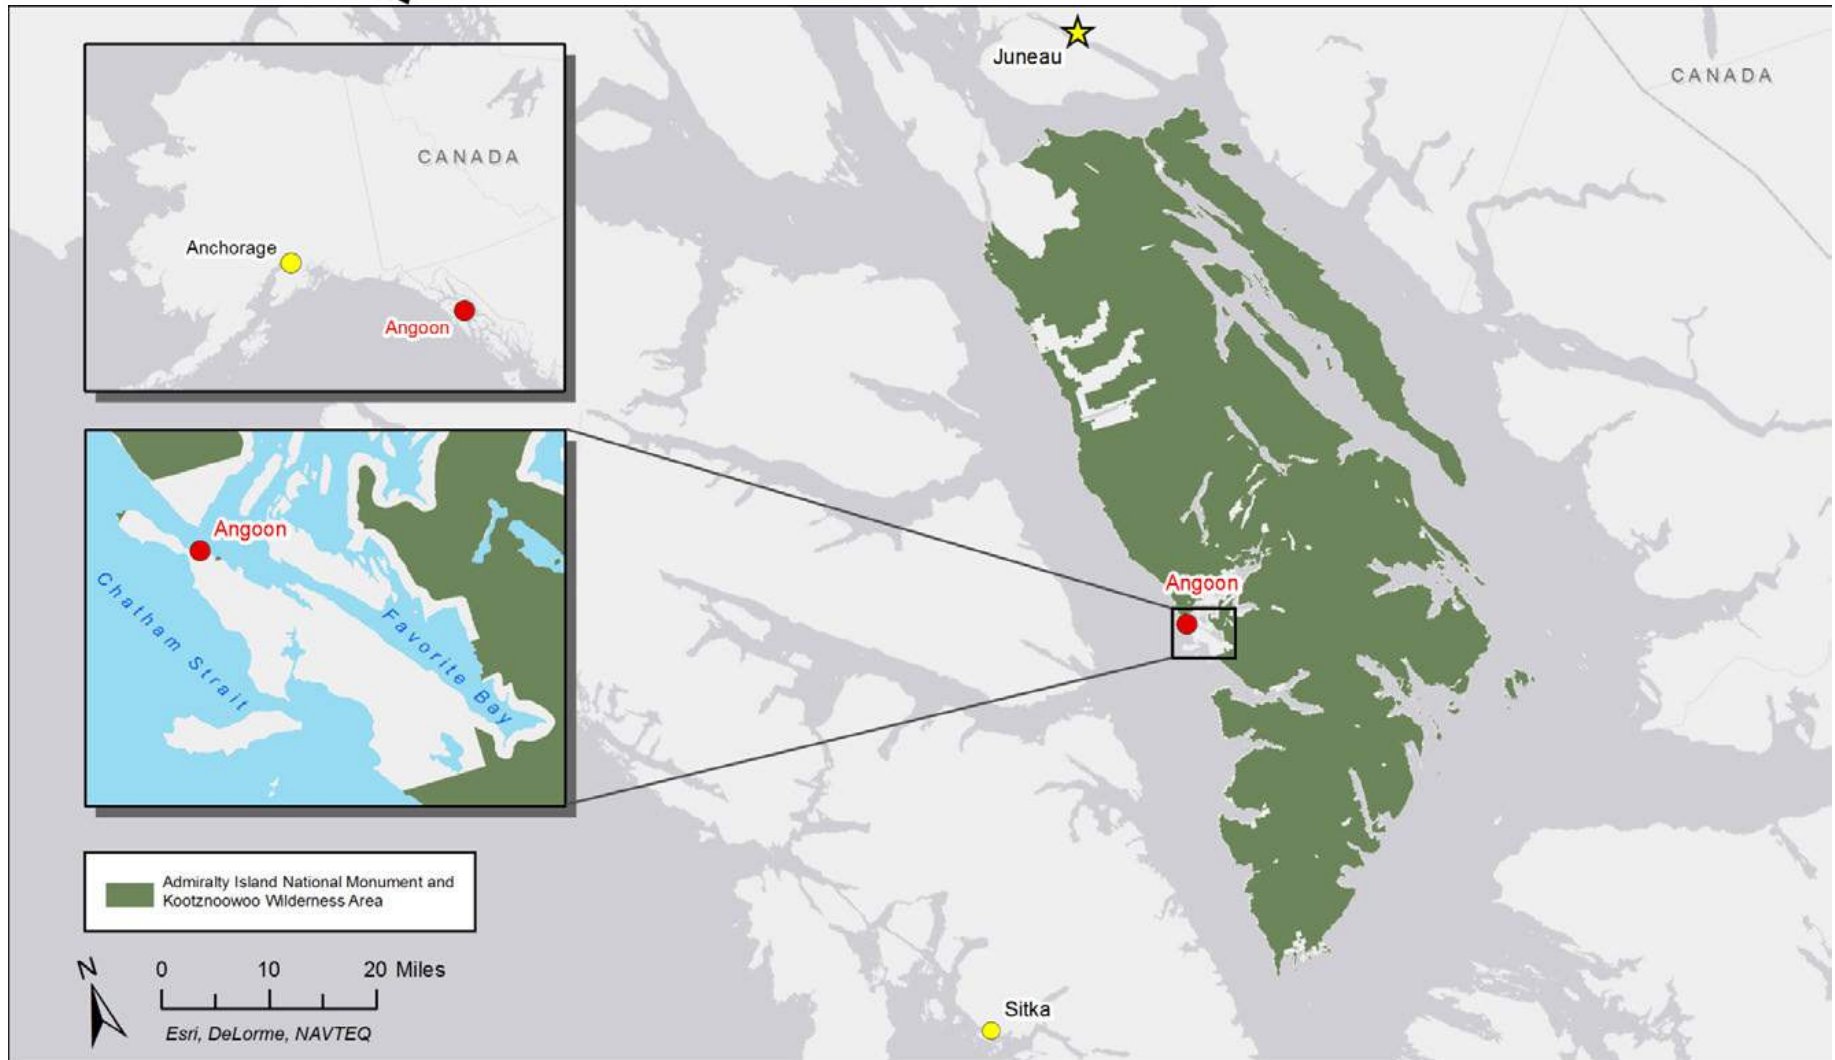 Juneau
CANADA
CANADA
Anchorage
Angoon
Angoon
Chatham Strait
Favorite Bay
Angoon
Admiralty Island National Monument and
Kootznoowoo Wilderness Area
N
0 10 20 Miles
Esri, DeLorme, NAVTEQ
Sitka